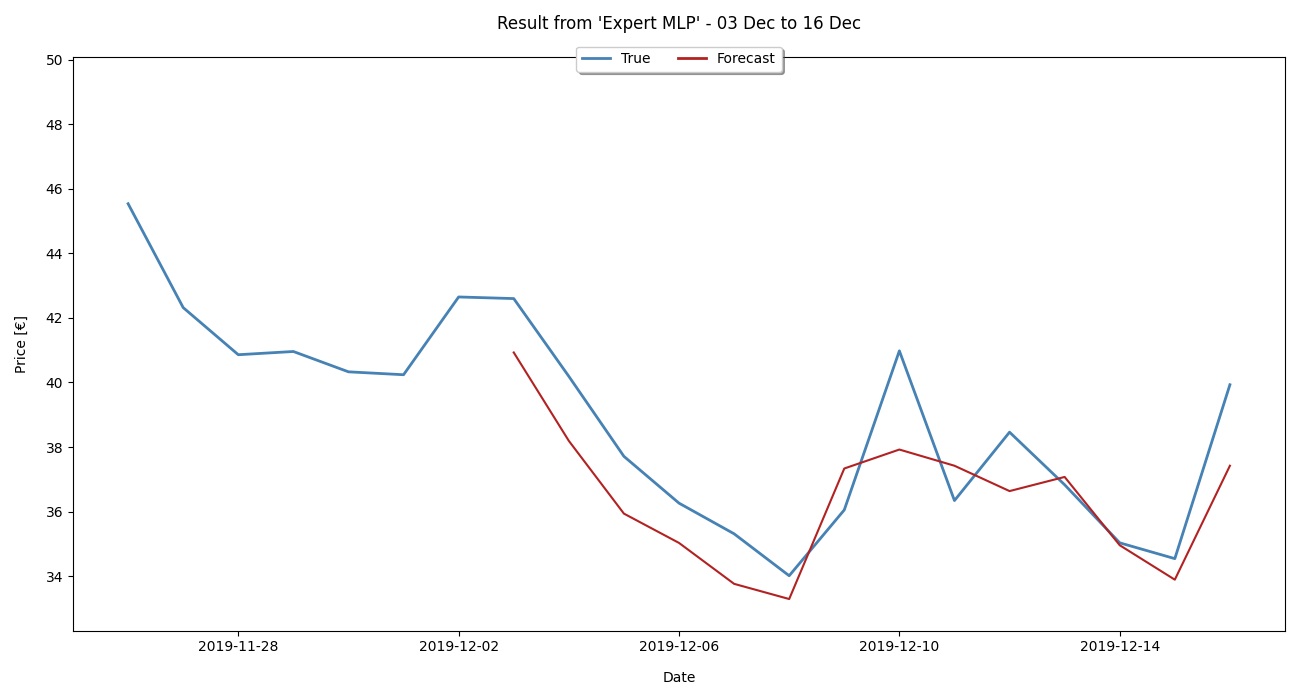 Result from 'Expert MLP' - 03 Dec to 16 Dec
True Forecast
50
48
46
44
42
40
38
36
34
Price [€]
2019-11-28 2019-12-02 2019-12-06 2019-12-10 2019-12-14
Date